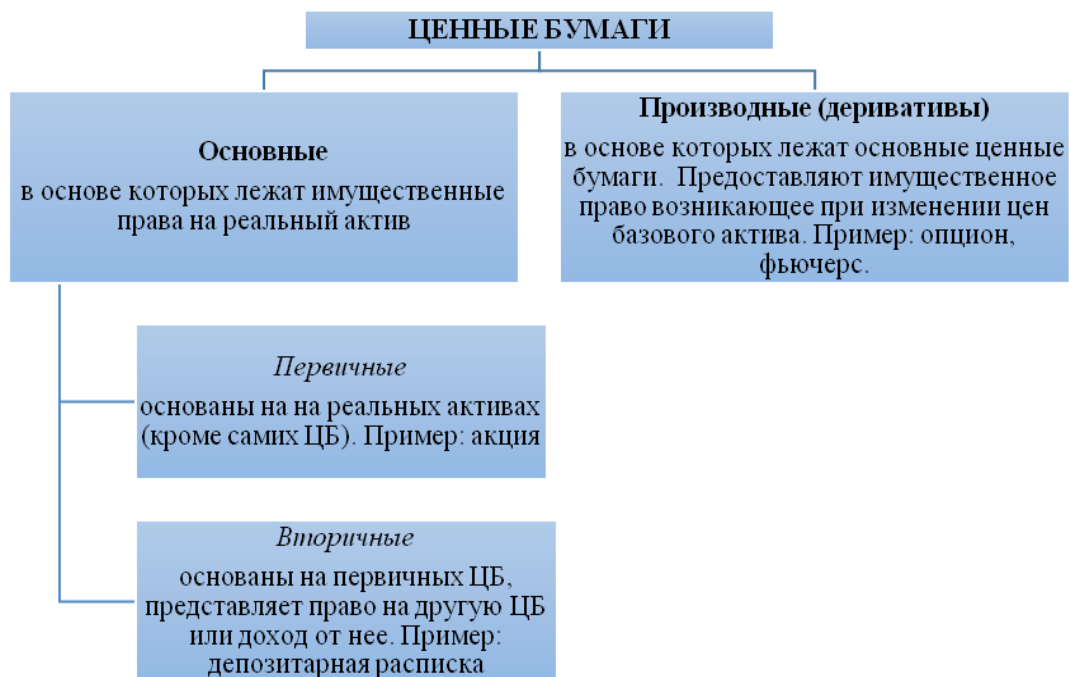 ЦЕННЫЕ БУМАГИ
Основные
в основе которых лежат имущественные
права на реальный актив
Производные (деривативы)
в основе которых лежат основные ценные
бумаги. Предоставляют имущественное
право возникающее при изменении цен
базового актива. Пример: опцион,
фьючерс.
Первичные
основаны на на реальных активах
(кроме самих ЦБ). Пример: акция
Вторичные
основаны на первичных ЦБ,
представляет право на другую ЦБ
или доход от нее. Пример:
депозитарная расписка